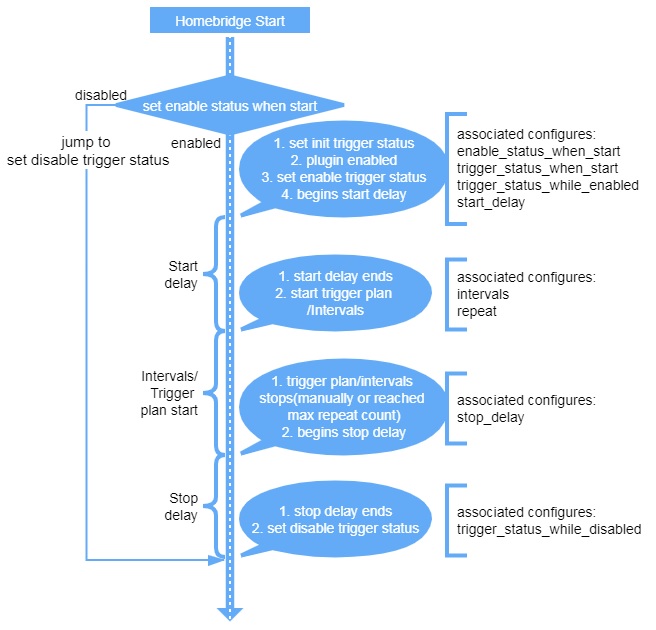 Homebridge Start
disabled
set enable status when start
jump to
set disable trigger status
enabled
1. set init trigger status
2. plugin enabled
3. set enable trigger status
4. begins start delay
associated configures:
enable_status_when_start
trigger_status_when_start
trigger_status_while_enabled
start_delay
Start
delay
1. start delay ends
2. start trigger plan
/Intervals
associated configures:
intervals
repeat
Intervals/
Trigger
plan start
1. trigger plan/intervals
stops(manually or reached
max repeat count)
2. begins stop delay
associated configures:
stop_delay
Stop
delay
1. stop delay ends
2. set disable trigger status
associated configures:
trigger_status_while_disabled